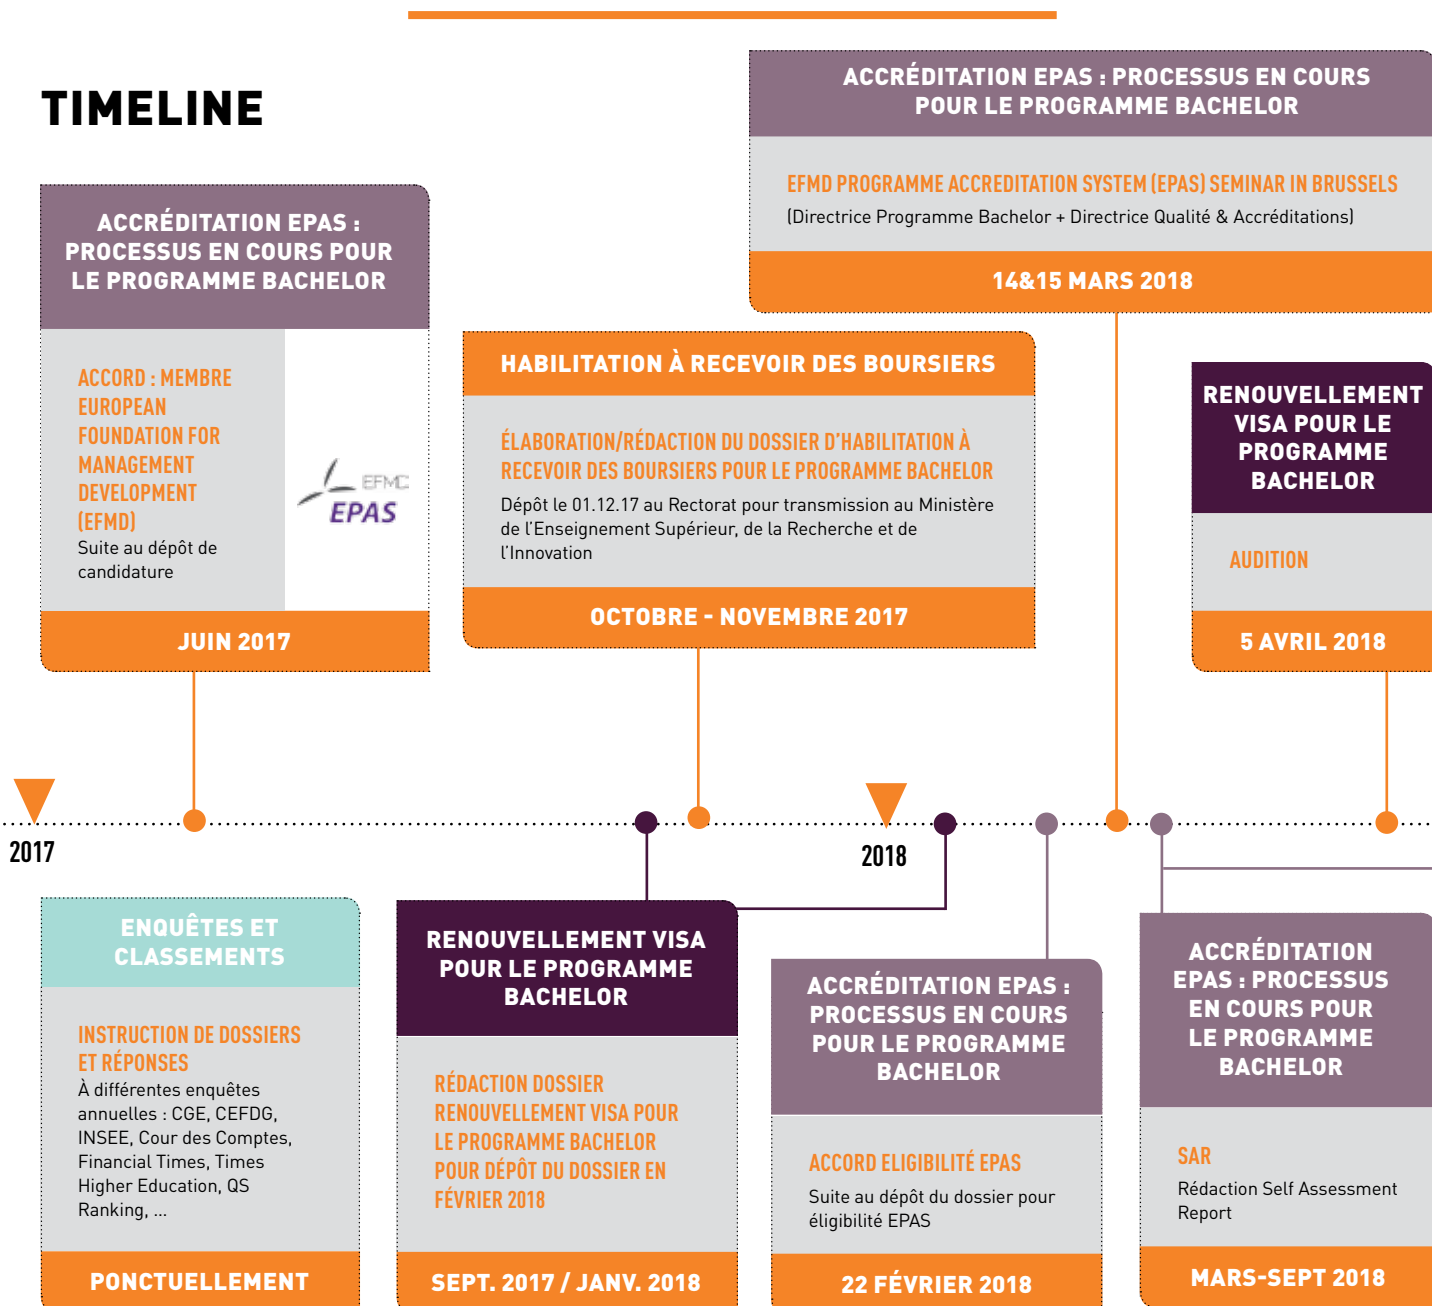 TIMELINE
ACCRÉDITATION EPAS : PROCESSUS EN COURS
POUR LE PROGRAMME BACHELOR
EFMD PROGRAMME ACCREDITATION SYSTEM (EPAS) SEMINAR IN BRUSSELS
(Directrice Programme Bachelor + Directrice Qualité & Accréditations)
14&15 MARS 2018
ACCRÉDITATION EPAS :
PROCESSUS EN COURS POUR
LE PROGRAMME BACHELOR
ACCORD : MEMBRE
EUROPEAN
FOUNDATION FOR
MANAGEMENT
DEVELOPMENT
(EFMD)
Suite au dépôt de
candidature
EFMD
EPAS
JUIN 2017
HABILITATION À RECEVOIR DES BOURSIERS
ÉLABORATION/RÉDACTION DU DOSSIER D'HABILITATION À
RECEVOIR DES BOURSIERS POUR LE PROGRAMME BACHELOR
Dépôt le 01.12.17 au Rectorat pour transmission au Ministère
de l'Enseignement Supérieur, de la Recherche et de
l'Innovation
OCTOBRE - NOVEMBRE 2017
RENOUVELLEMENT
VISA POUR LE
PROGRAMME
BACHELOR
AUDITION
5 AVRIL 2018
2017
2018
ENQUÊTES ET
CLASSEMENTS
INSTRUCTION DE DOSSIERS
ET RÉPONSES
À différentes enquêtes
annuelles : CGE, CEFDG,
INSEE, Cour des Comptes,
Financial Times, Times
Higher Education, QS
Ranking, ...
PONCTUELLEMENT
RENOUVELLEMENT VISA
POUR LE PROGRAMME
BACHELOR
RÉDACTION DOSSIER
RENOUVELLEMENT VISA POUR
LE PROGRAMME BACHELOR
POUR DÉPÔT DU DOSSIER EN
FÉVRIER 2018
SEPT. 2017 / JANV. 2018
ACCRÉDITATION EPAS :
PROCESSUS EN COURS
POUR LE PROGRAMME
BACHELOR
ACCORD ELIGIBILITÉ EPAS
Suite au dépôt du dossier pour
éligibilité EPAS
22 FÉVRIER 2018
ACCRÉDITATION
EPAS : PROCESSUS
EN COURS POUR
LE PROGRAMME
BACHELOR
SAR
Rédaction Self Assessment
Report
MARS-SEPT 2018